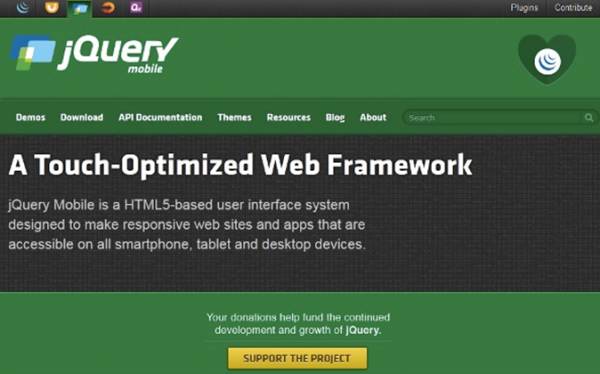 Plugins Contribute
jQuery
mobile
Demos Download API Documentation Themes Resources Blog About Search
A Touch-Optimized Web Framework
jQuery Mobile is a HTML5-based user interface system
designed to make responsive web sites and apps that are
accessible on all smartphone, tablet and desktop devices.
Your donations help fund the continued
development and growth of jQuery.
SUPPORT THE PROJECT